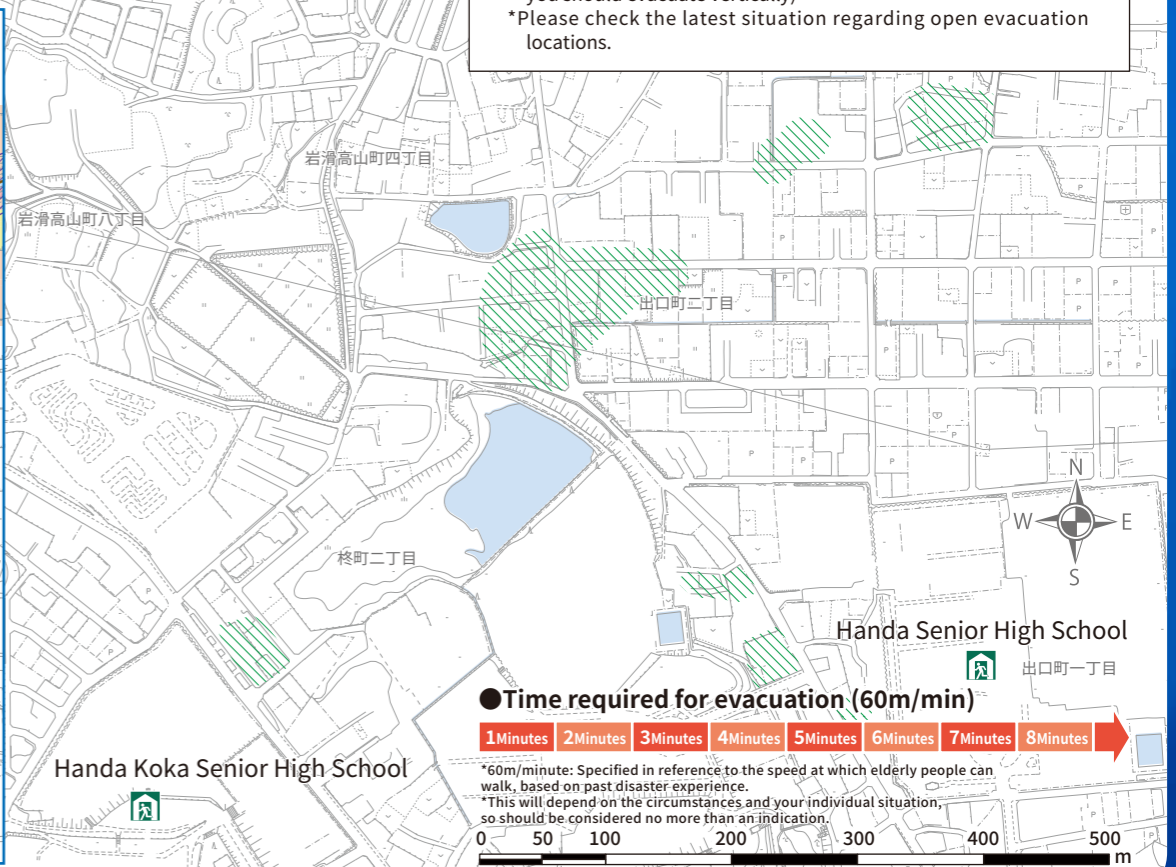 *Please check the latest situation regarding open evacuation
locations.
岩滑高山町四丁目
岩滑高山町八丁目
出口町二丁目
N
W
E
S
柊町二丁目
Handa Senior High School
出口町一丁目
●Time required for evacuation (60m/min)
1Minutes 2Minutes 3Minutes 4Minutes 5Minutes 6Minutes 7Minutes 8Minutes
*60m/minute: Specified in reference to the speed at which elderly people can
walk, based on past disaster experience.
*This will depend on the circumstances and your individual situation,
so should be considered no more than an indication.
Handa Koka Senior High School
0 50 100 200 300 400 500
m